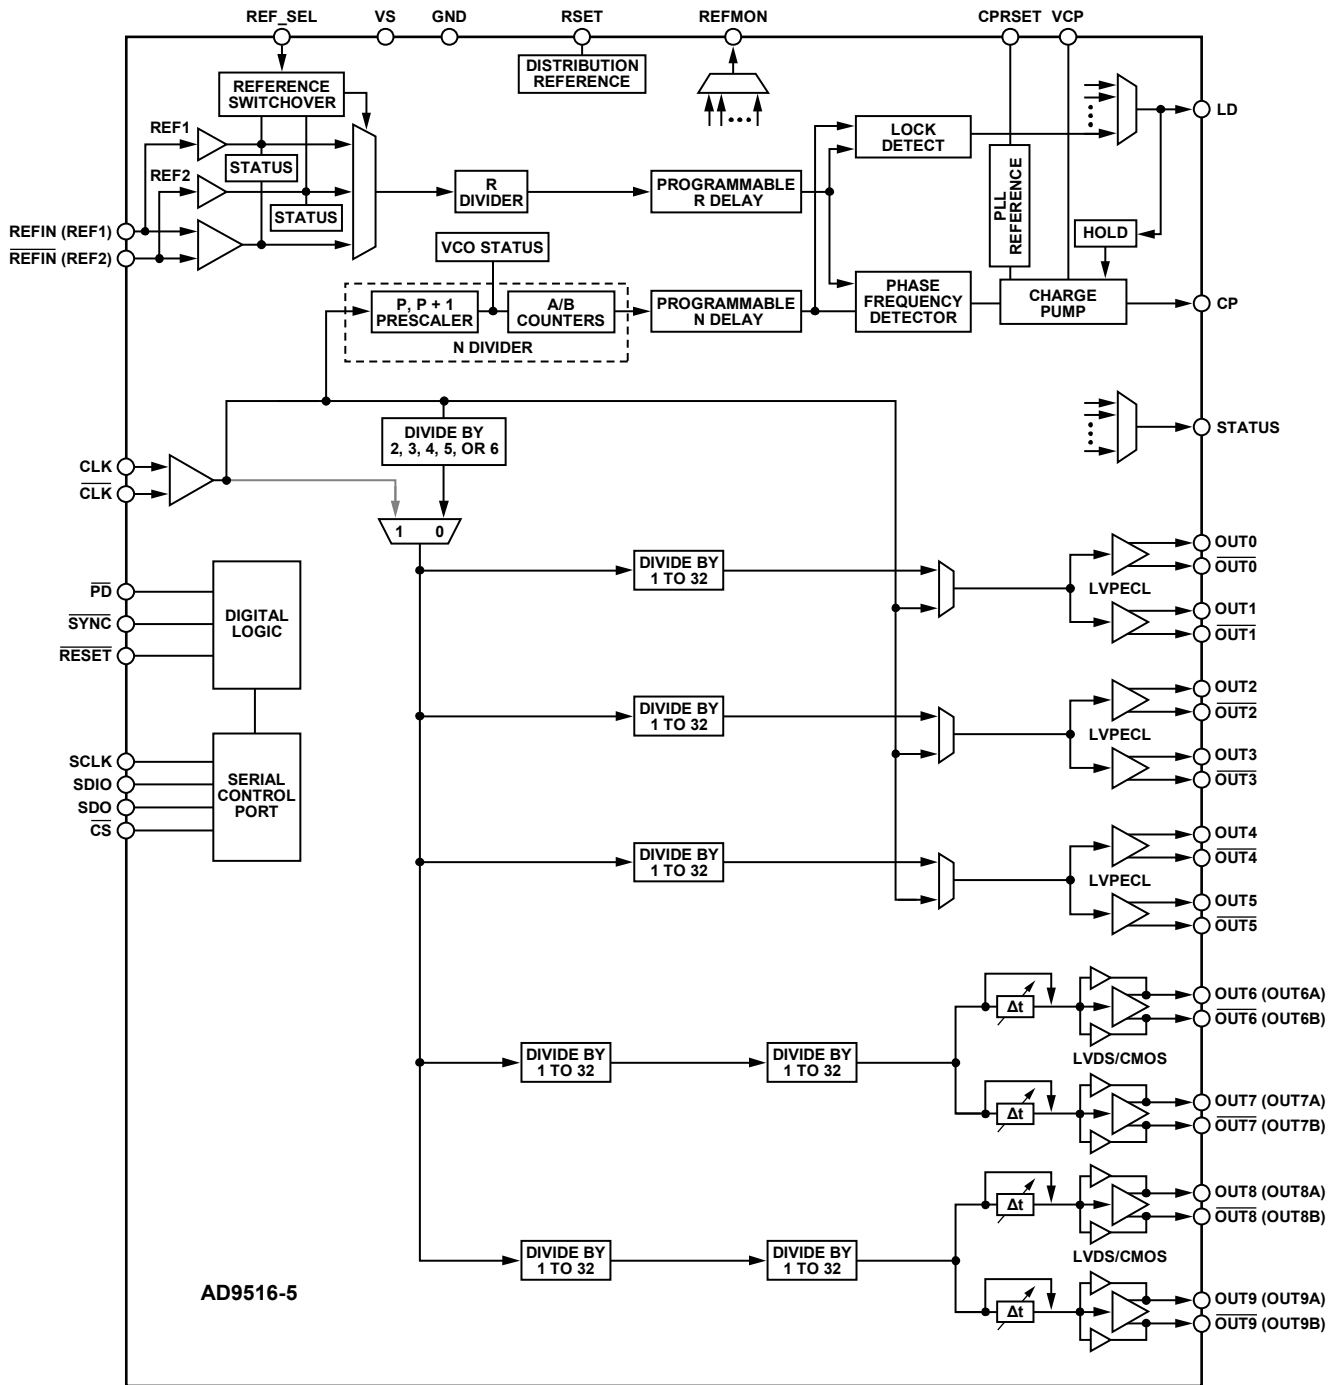 REF_SEL VS GND RSET REFMON CPRSET VCP
DISTRIBUTION
REFERENCE
REFERENCE
SWITCHOVER
REF1
STATUS
REF2
STATUS
REFIN (REF1)
REFIN (REF2)
R
DIVIDER
PROGRAMMABLE
R DELAY
LOCK
DETECT
LD
PLL
REFERENCE
HOLD
VCO STATUS
P, P + 1
PRESCALER
A/B
COUNTERS
N DIVIDER
PROGRAMMABLE
N DELAY
PHASE
FREQUENCY
DETECTOR
CHARGE
PUMP
CP
DIVIDE BY
2, 3, 4, 5, OR 6
STATUS
CLK
CLK
1 0
PD
SYNC
RESET
DIGITAL
LOGIC
SCLK
SDIO
SDO
CS
SERIAL
CONTROL
PORT
DIVIDE BY
1 TO 32
LVPECL
OUT0
OUT0
OUT1
OUT1
DIVIDE BY
1 TO 32
LVPECL
OUT2
OUT2
OUT3
OUT3
DIVIDE BY
1 TO 32
LVPECL
OUT4
OUT4
OUT5
OUT5
DIVIDE BY
1 TO 32
DIVIDE BY
1 TO 32
Δt
Δt
LVDS/CMOS
OUT6 (OUT6A)
OUT6 (OUT6B)
OUT7 (OUT7A)
OUT7 (OUT7B)
DIVIDE BY
1 TO 32
DIVIDE BY
1 TO 32
Δt
Δt
LVDS/CMOS
OUT8 (OUT8A)
OUT8 (OUT8B)
OUT9 (OUT9A)
OUT9 (OUT9B)
AD9516-5